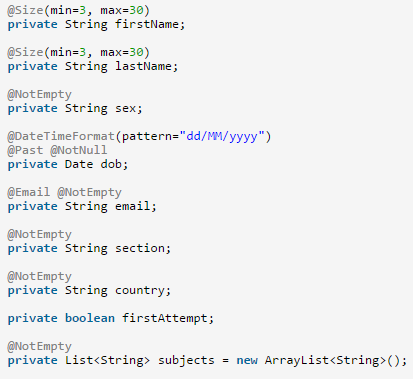 @Size(min=3, max=30)
private String firstName;
@Size(min=3, max=30)
private String lastName;
@NotEmpty
private String sex;
@DateTimeFormat(pattern="dd/MM/yyyy")
@Past @NotNull
private Date dob;
@Email @NotEmpty
private String email;
@NotEmpty
private String section;
@NotEmpty
private String country;
private boolean firstAttempt;
@NotEmpty
private List<String> subjects = new ArrayList<String>();